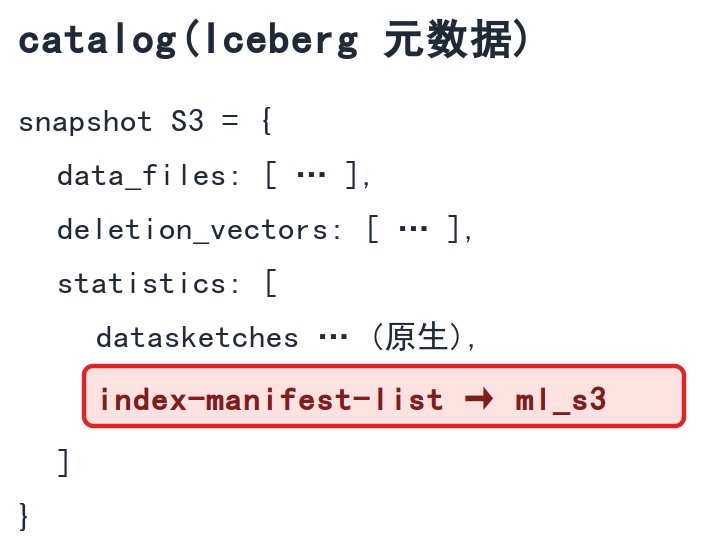 catalog(Iceberg 元数据)
snapshot S3 = {
data_files: [ ⋯ ],
deletion_vectors: [ ⋯ ],
statistics: [
datasketches ⋯ (原生),
index-manifest-list → ml_s3
]
}